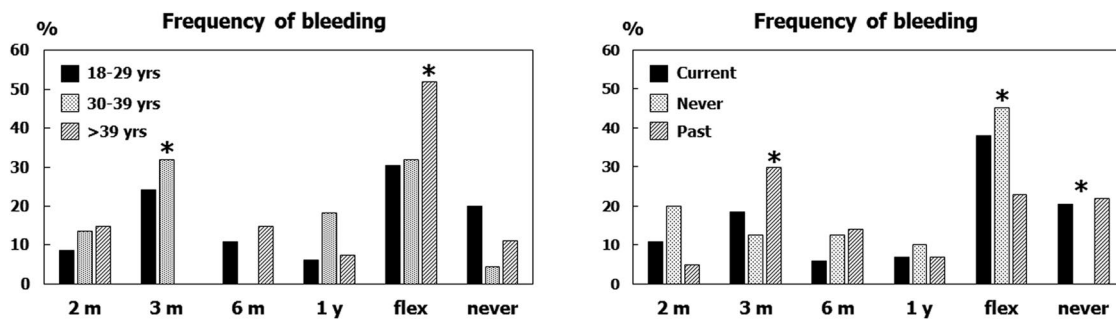 Frequency of bleeding
%
60
50
40
30
20
10
0
18-29 yrs
30-39 yrs
>39 yrs
*
*
2 m 3 m 6 m 1 y flex never
Frequency of bleeding
%
60
50
40
30
20
10
0
Current
Never
Past
*
*
*
2 m 3 m 6 m 1 y flex never